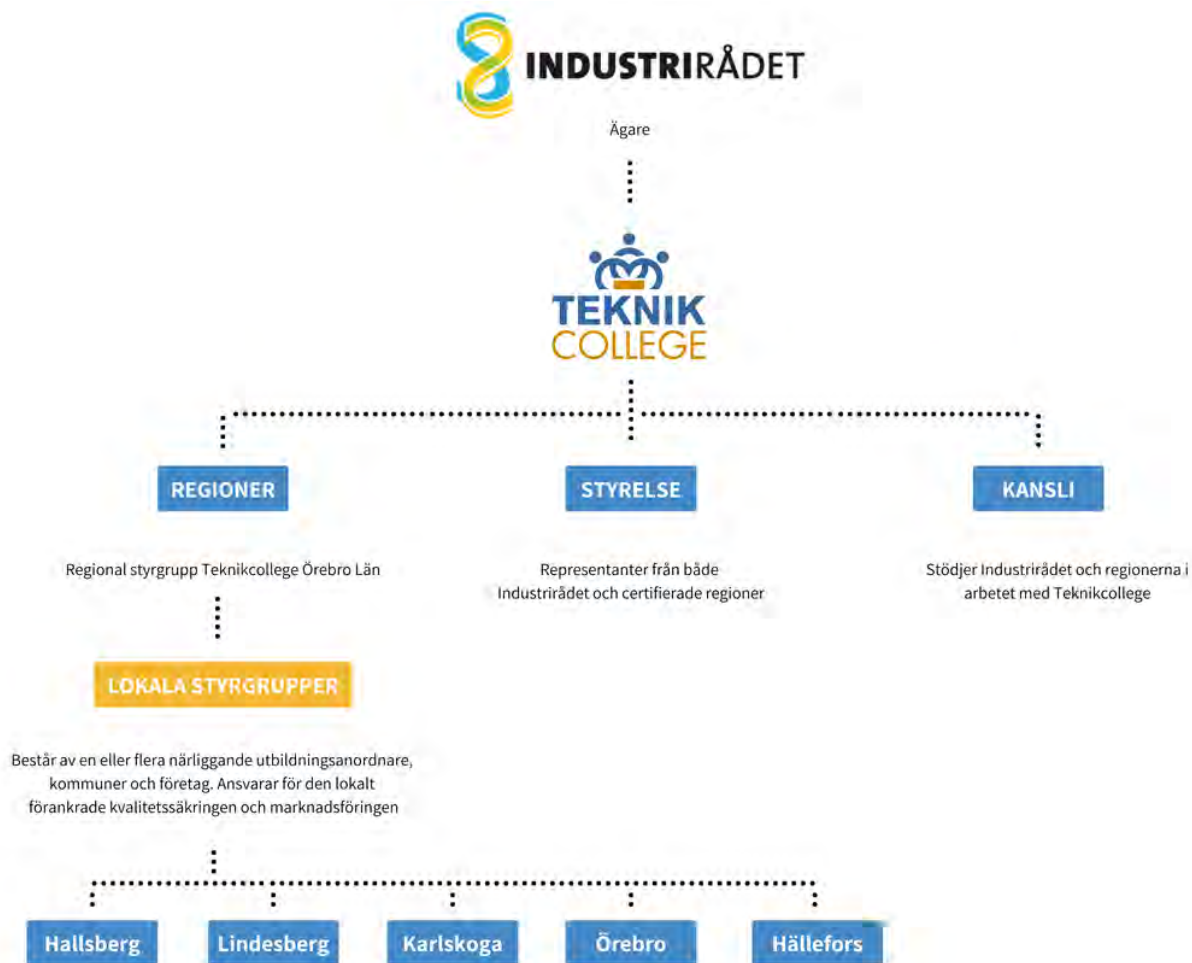 INDUSTRIRÅDET
Ägare
TEKNIK
COLLEGE
REGIONER
STYRELSE
KANSLI
Regional styrgrupp Teknikcollege Örebro Län
Representanter från både
Industrirådet och certifierade regioner
Stödjer Industrirådet och regionerna i
arbetet med Teknikcollege
LOKALA STYRGRUPPER
Består av en eller flera närliggande utbildningsanordnare,
kommuner och företag. Ansvarar för den lokalt
förankrade kvalitetssäkringen och marknadsföringen
Hallsberg
Lindesberg
Karlskoga
Örebro
Hällefors